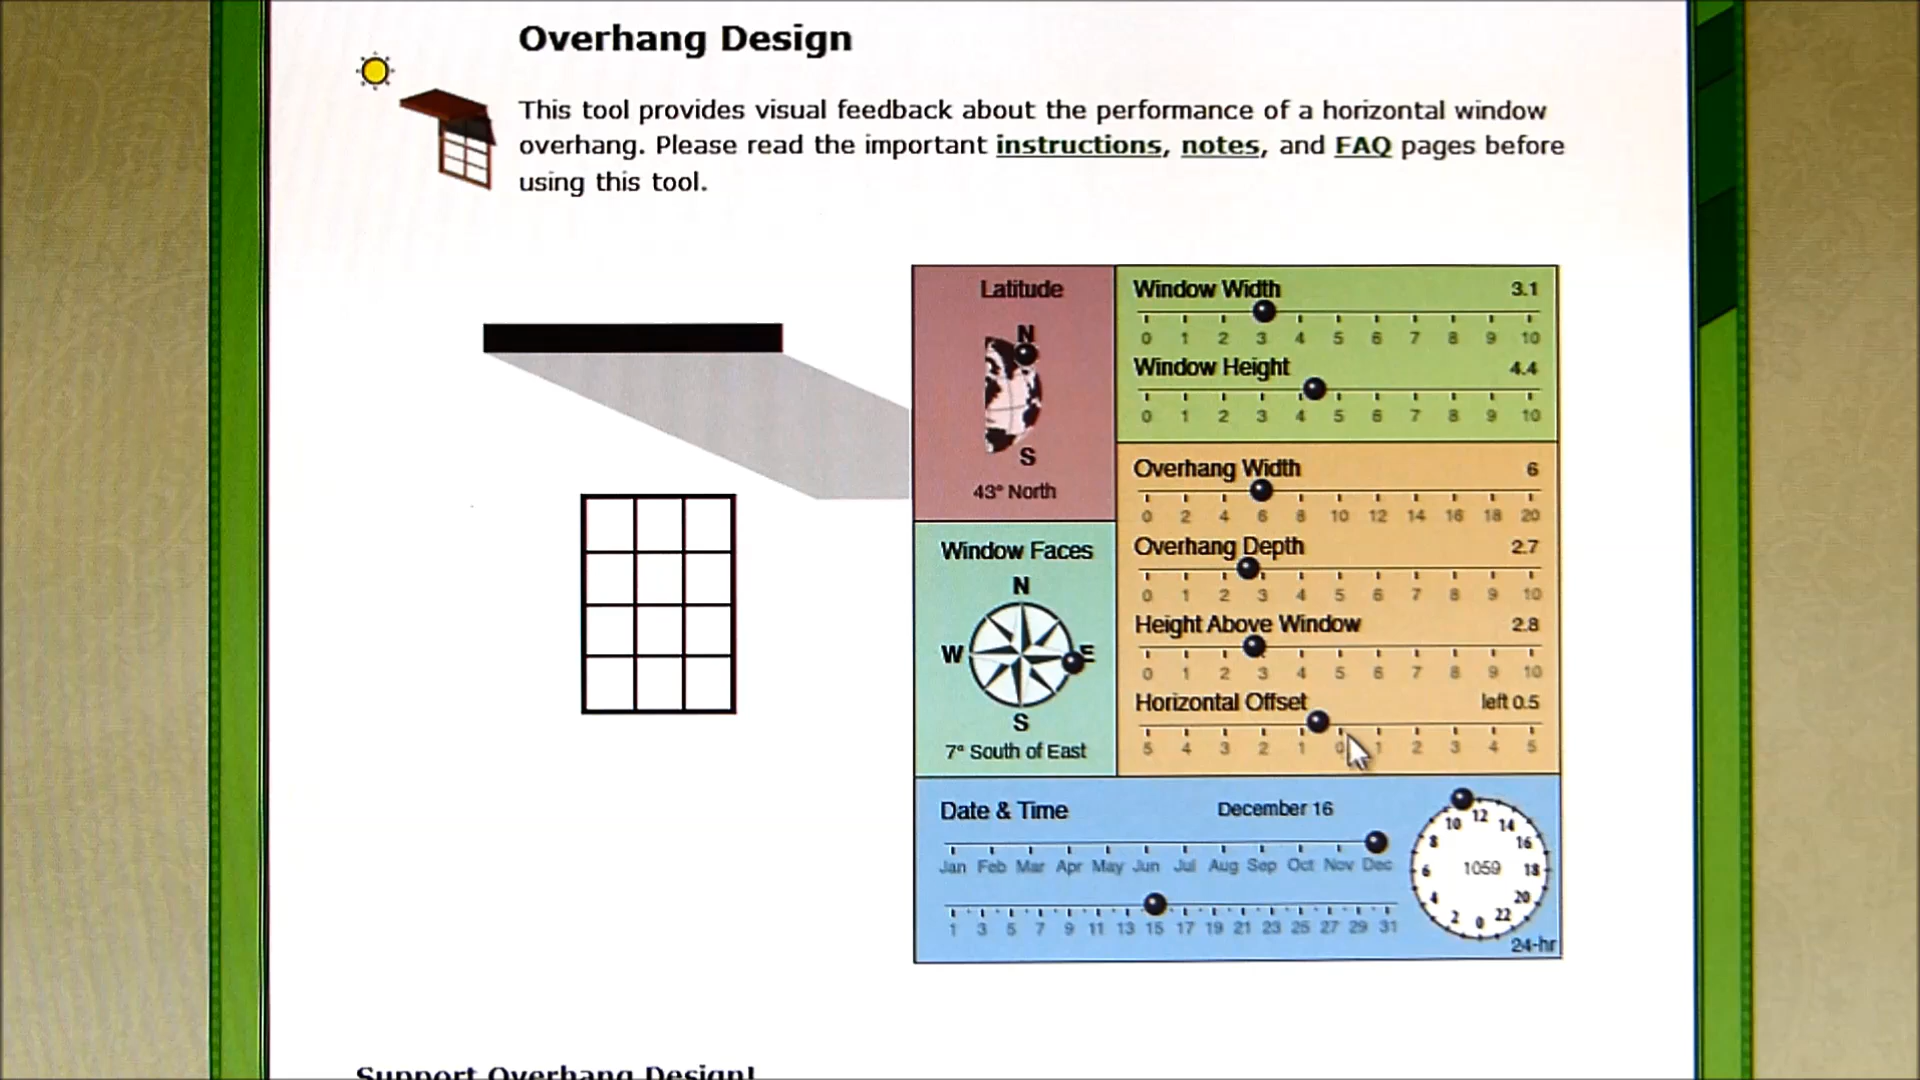 Overhang Design
This tool provides visual feedback about the performance of a horizontal window
overhang. Please read the important instructions, notes, and FAQ pages before
using this tool.
Latitude
N
S
43° North
Window Faces
N
W E
S
7° South of East
Window Width 3.1
0 1 2 3 4 5 6 7 8 9 10
Window Height 4.4
0 1 2 3 4 5 6 7 8 9 10
Overhang Width 6
0 2 4 6 8 10 12 14 16 18 20
Overhang Depth 2.7
0 1 2 3 4 5 6 7 8 9 10
Height Above Window 2.8
0 1 2 3 4 5 6 7 8 9 10
Horizontal Offset left 0.5
5 4 3 2 1 0 1 2 3 4 5
Date & Time December 16
Jan Feb Mar Apr May Jun Jul Aug Sep Oct Nov Dec
1 3 5 7 9 11 13 15 17 19 21 23 25 27 29 31
10 12 14
8 16
6 1059 18
4 20
2 0 22
24-hr
Support Overhang Design!